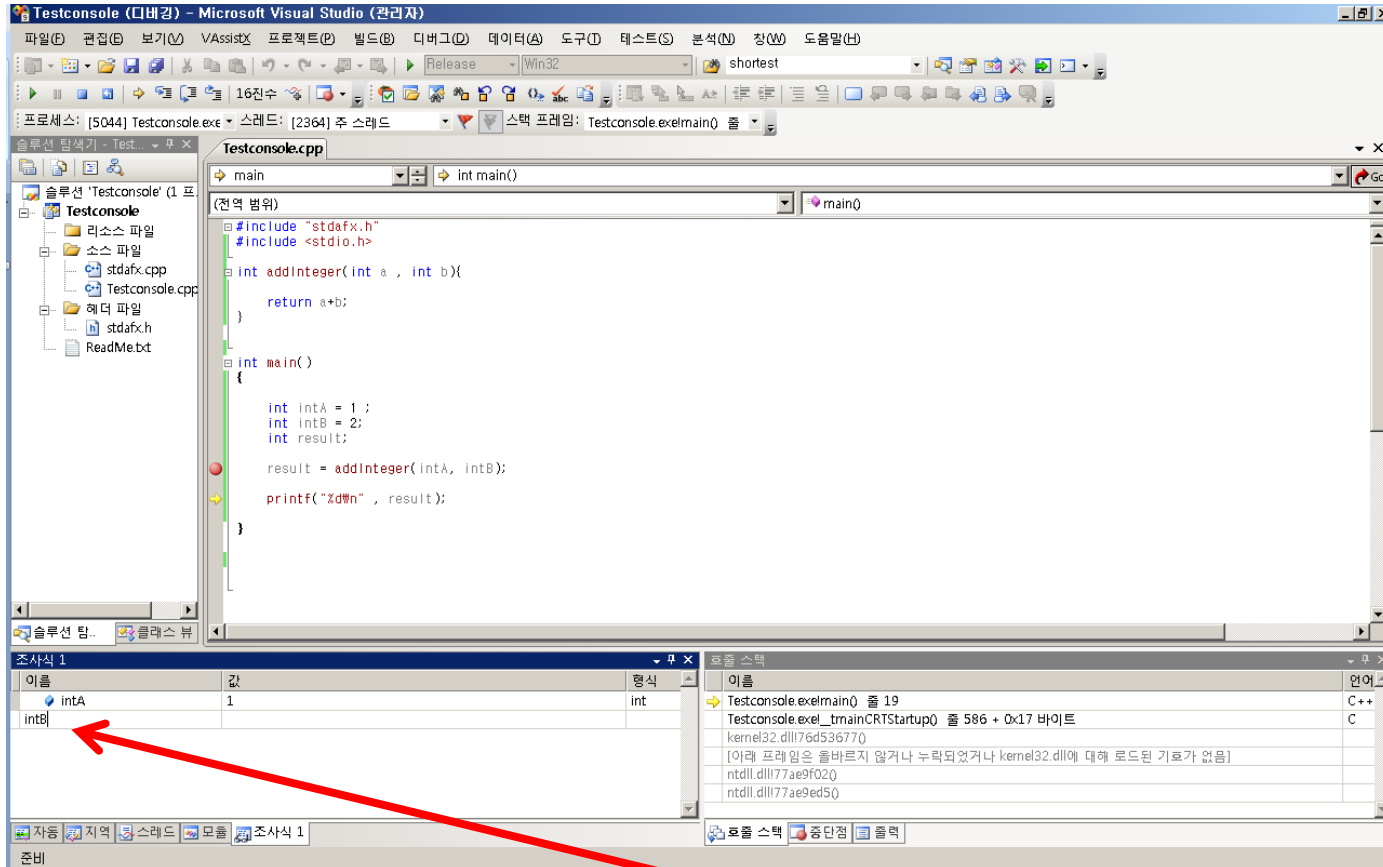 Testconsole (디버깅) - Microsoft Visual Studio (관리자)
파일(F) 편집(E) 보기(V) VAssistX 프로젝트(P) 빌드(B) 디버그(D) 데이터(A) 도구(T) 테스트(S) 분석(N) 창(W) 도움말(H)
Release Win32 shortest
16진수
프로세스: [5044] Testconsole.exe 스레드: [2364] 주 스레드 스택 프레임: Testconsole.exe!main() 줄
솔루션 탐색기 - Test...
Testconsole.cpp
main int main() Go
(전역 범위) main()
솔루션 'Testconsole' (1 프
Testconsole
리소스 파일
소스 파일
stdafx.cpp
Testconsole.cpp
헤더 파일
stdafx.h
ReadMe.txt
#include "stdafx.h"
#include <stdio.h>
int addInteger(int a , int b){
return a+b;
}
int main()
{
int intA = 1 ;
int intB = 2;
int result;
result = addInteger(intA, intB);
printf("%d₩n" , result);
}
솔루션 탐.. 클래스 뷰
조사식 1
이름 값 형식
intA 1 int
intB
자동 지역 스레드 모듈 조사식 1
호출 스택
이름 언어
Testconsole.exe!main() 줄 19 C++
Testconsole.exe!__tmainCRTStartup() 줄 586 + 0x17 바이트 C
kernel32.dll!76d53677()
[아래 프레임은 올바르지 않거나 누락되었거나 kernel32.dll에 대해 로드된 기호가 없음]
ntdll.dll!77ae9f02()
ntdll.dll!77ae9ed5()
호출 스택 중단점 출력
준비